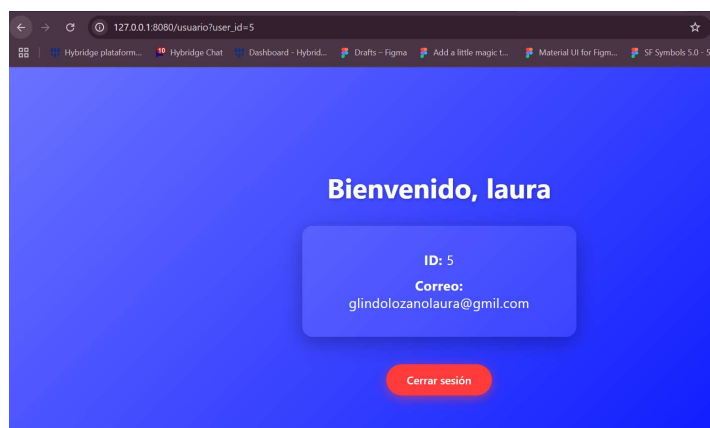 127.0.0.1:8080/usuario?user_id=5
Hybridge plataform... 10 Hybridge Chat Dashboard - Hybrid... Drafts – Figma Add a little magic t... Material UI for Figm... SF Symbols 5.0 - 5
Bienvenido, laura
ID: 5
Correo:
glindolozanolaura@gmil.com
Cerrar sesión